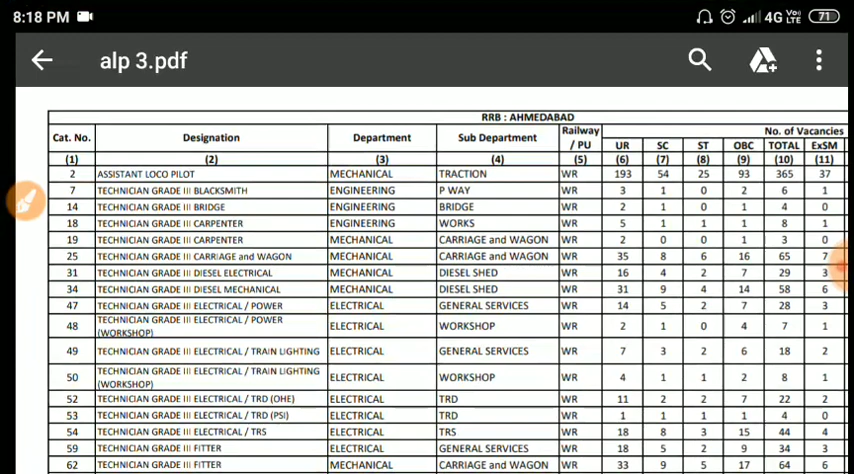 8:18 PM 4G Vo) LTE 71
alp 3.pdf
RRB : AHMEDABAD
Cat. No. Designation Department Sub Department Railway / PU No. of Vacancies
UR SC ST OBC TOTAL ExSM
(1) (2) (3) (4) (5) (6) (7) (8) (9) (10) (11)
2 ASSISTANT LOCO PILOT MECHANICAL TRACTION WR 193 54 25 93 365 37
7 TECHNICIAN GRADE III BLACKSMITH ENGINEERING P WAY WR 3 1 0 2 6 1
14 TECHNICIAN GRADE III BRIDGE ENGINEERING BRIDGE WR 2 1 0 1 4 0
18 TECHNICIAN GRADE III CARPENTER ENGINEERING WORKS WR 5 1 1 1 8 1
19 TECHNICIAN GRADE III CARPENTER MECHANICAL CARRIAGE and WAGON WR 2 0 0 1 3 0
25 TECHNICIAN GRADE III CARRIAGE and WAGON MECHANICAL CARRIAGE and WAGON WR 35 8 6 16 65 7
31 TECHNICIAN GRADE III DIESEL ELECTRICAL MECHANICAL DIESEL SHED WR 16 4 2 7 29 3
34 TECHNICIAN GRADE III DIESEL MECHANICAL MECHANICAL DIESEL SHED WR 31 9 4 14 58 6
47 TECHNICIAN GRADE III ELECTRICAL / POWER ELECTRICAL GENERAL SERVICES WR 14 5 2 7 28 3
48 TECHNICIAN GRADE III ELECTRICAL / POWER (WORKSHOP) ELECTRICAL WORKSHOP WR 2 1 0 4 7 1
49 TECHNICIAN GRADE III ELECTRICAL / TRAIN LIGHTING ELECTRICAL GENERAL SERVICES WR 7 3 2 6 18 2
50 TECHNICIAN GRADE III ELECTRICAL / TRAIN LIGHTING (WORKSHOP) ELECTRICAL WORKSHOP WR 4 1 1 2 8 1
52 TECHNICIAN GRADE III ELECTRICAL / TRD (OHE) ELECTRICAL TRD WR 11 2 2 7 22 2
53 TECHNICIAN GRADE III ELECTRICAL / TRD (PSI) ELECTRICAL TRD WR 1 1 1 1 4 0
54 TECHNICIAN GRADE III ELECTRICAL / TRS ELECTRICAL TRS WR 18 8 3 15 44 4
59 TECHNICIAN GRADE III FITTER ELECTRICAL GENERAL SERVICES WR 18 5 2 9 34 3
62 TECHNICIAN GRADE III FITTER MECHANICAL CARRIAGE and WAGON WR 33 9 5 17 64 6